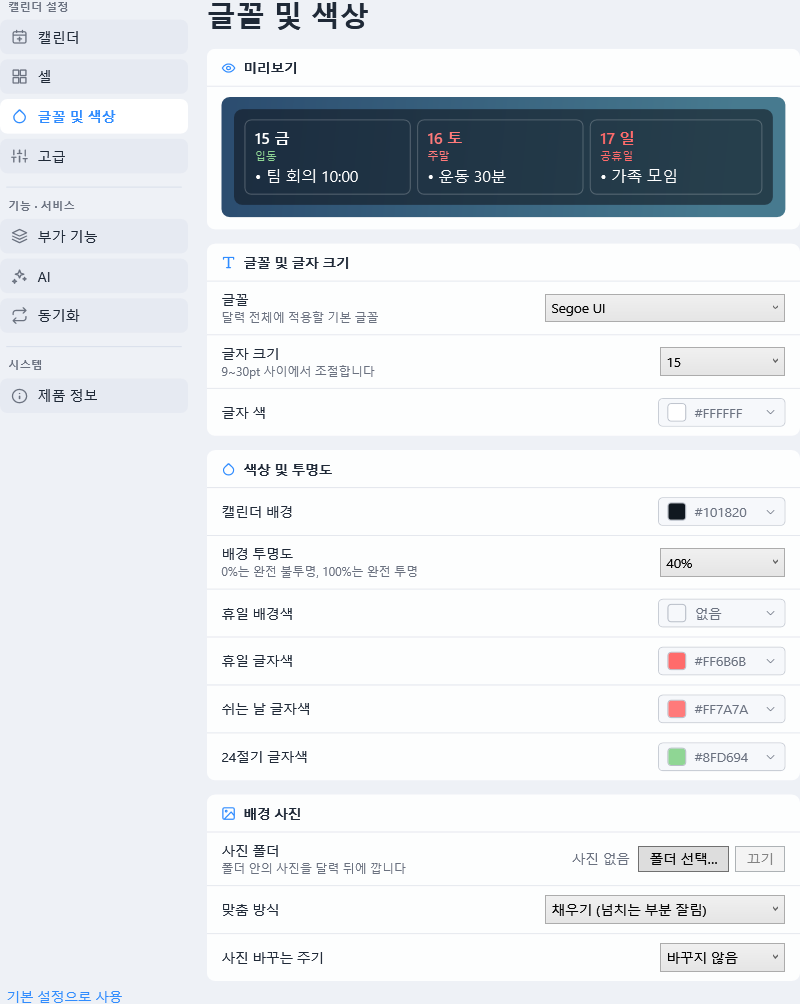 캘린더 설정
캘린더
셀
글꼴 및 색상
고급
기능 · 서비스
부가 기능
AI
동기화
시스템
제품 정보
기본 설정으로 사용
글꼴 및 색상
미리보기
15 금
입동
• 팀 회의 10:00
16 토
주말
• 운동 30분
17 일
공휴일
• 가족 모임
글꼴 및 글자 크기
글꼴
달력 전체에 적용할 기본 글꼴
Segoe UI
글자 크기
9~30pt 사이에서 조절합니다
15
글자 색
#FFFFFF
색상 및 투명도
캘린더 배경
#101820
배경 투명도
0%는 완전 불투명, 100%는 완전 투명
40%
휴일 배경색
없음
휴일 글자색
#FF6B6B
쉬는 날 글자색
#FF7A7A
24절기 글자색
#8FD694
배경 사진
사진 폴더
폴더 안의 사진을 달력 뒤에 깝니다
사진 없음
폴더 선택...
끄기
맞춤 방식
채우기 (넘치는 부분 잘림)
사진 바꾸는 주기
바꾸지 않음